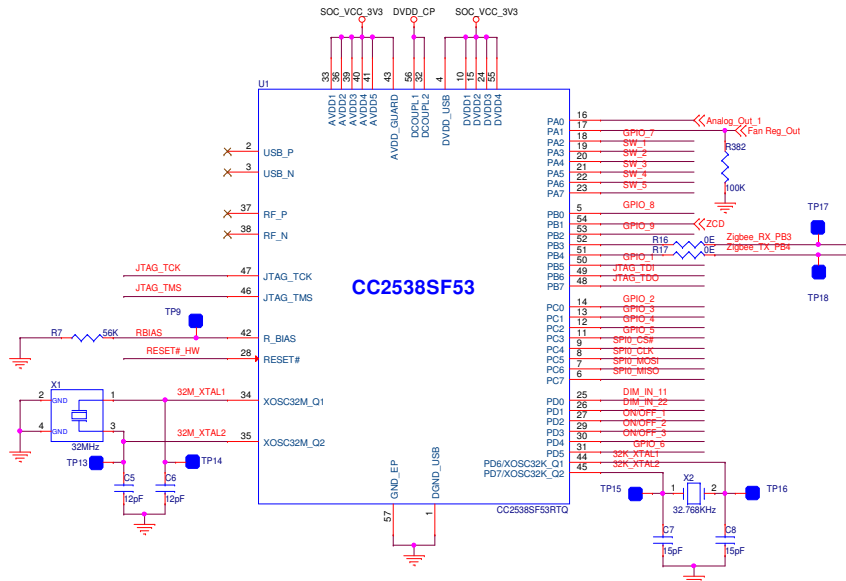 SOC_VCC_3V3 DVDD_CP SOC_VCC_3V3
33 36 39 40 41 43 56 32 4 10 15 24 55
U1
AVDD1 AVDD2 AVDD3 AVDD4 AVDD5 AVDD_GUARD DCOUPL1 DCOUPL2 DVDD_USB DVDD1 DVDD2 DVDD3 DVDD4
2 USB_P
3 USB_N
37 RF_P
38 RF_N
JTAG_TCK 47 JTAG_TCK
JTAG_TMS 46 JTAG_TMS
TP9
R7 56K RBIAS 42 R_BIAS
RESET#_HW 28 RESET#
X1
2 GND 1 32M_XTAL1 34 XOSC32M_Q1
4 GND 3 32M_XTAL2 35 XOSC32M_Q2
32MHz
TP13 TP14
C5 C6
12pF 12pF
CC2538SF53
PA0 16 Analog_Out_1
PA1 17 Fan Reg_Out
PA2 18 GPIO_7
PA3 19 SW_1
PA4 20 SW_2
PA5 21 SW_3
PA6 22 SW_4
PA7 23 SW_5
R382
100K
PB0 5 GPIO_8
PB1 54 ZCD
PB2 53 GPIO_9
PB3 52 R16 0E Zigbee_RX_PB3
PB4 51 R17 0E Zigbee_TX_PB4
PB5 50 GPIO_1
PB6 49 JTAG_TDI
PB7 48 JTAG_TDO
TP17
TP18
PC0 14 GPIO_2
PC1 13 GPIO_3
PC2 12 GPIO_4
PC3 11 GPIO_5
PC4 9 SPI0_CS#
PC5 8 SPI0_CLK
PC6 7 SPI0_MOSI
PC7 6 SPI0_MISO
PD0 25 DIM_IN_11
PD1 26 DIM_IN_22
PD2 27 ON/OFF_1
PD3 29 ON/OFF_2
PD4 30 ON/OFF_3
PD5 31 GPIO_6
PD6/XOSC32K_Q1 44 32K_XTAL1
PD7/XOSC32K_Q2 45 32K_XTAL2
GND_EP DGND_USB
57 1
CC2538SF53RTQ
X2
TP15 1 2 TP16
32.768KHz
C7 C8
15pF 15pF